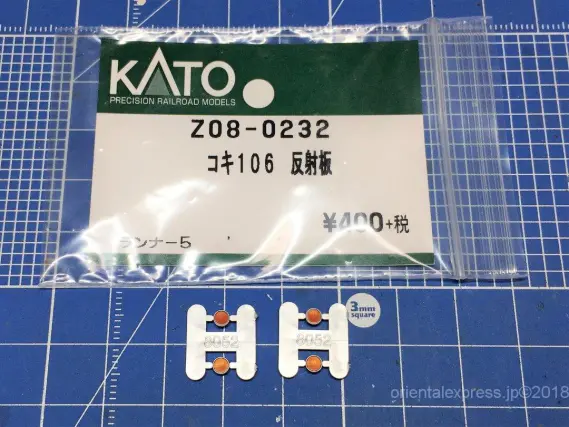 KATO
PRECISION RAILROAD MODELS
Z08-0232
コキ106 反射板
¥400+税
ランナー5
3mm
square
8052
8052
orientalexpress.jp©2018